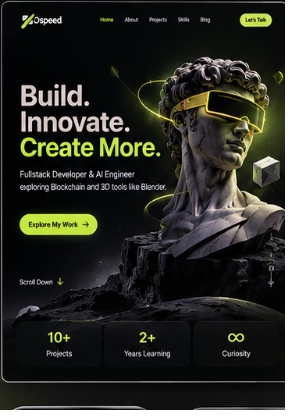 Ospeed
Home About Projects Skills Blog
Let's Talk
Build.
Innovate.
Create More.
Fullstack Developer & AI Engineer
exploring Blockchain and 3D tools like Blender.
Explore My Work →
Scroll Down ↓
10+ 2+ ∞
Projects Years Learning Curiosity